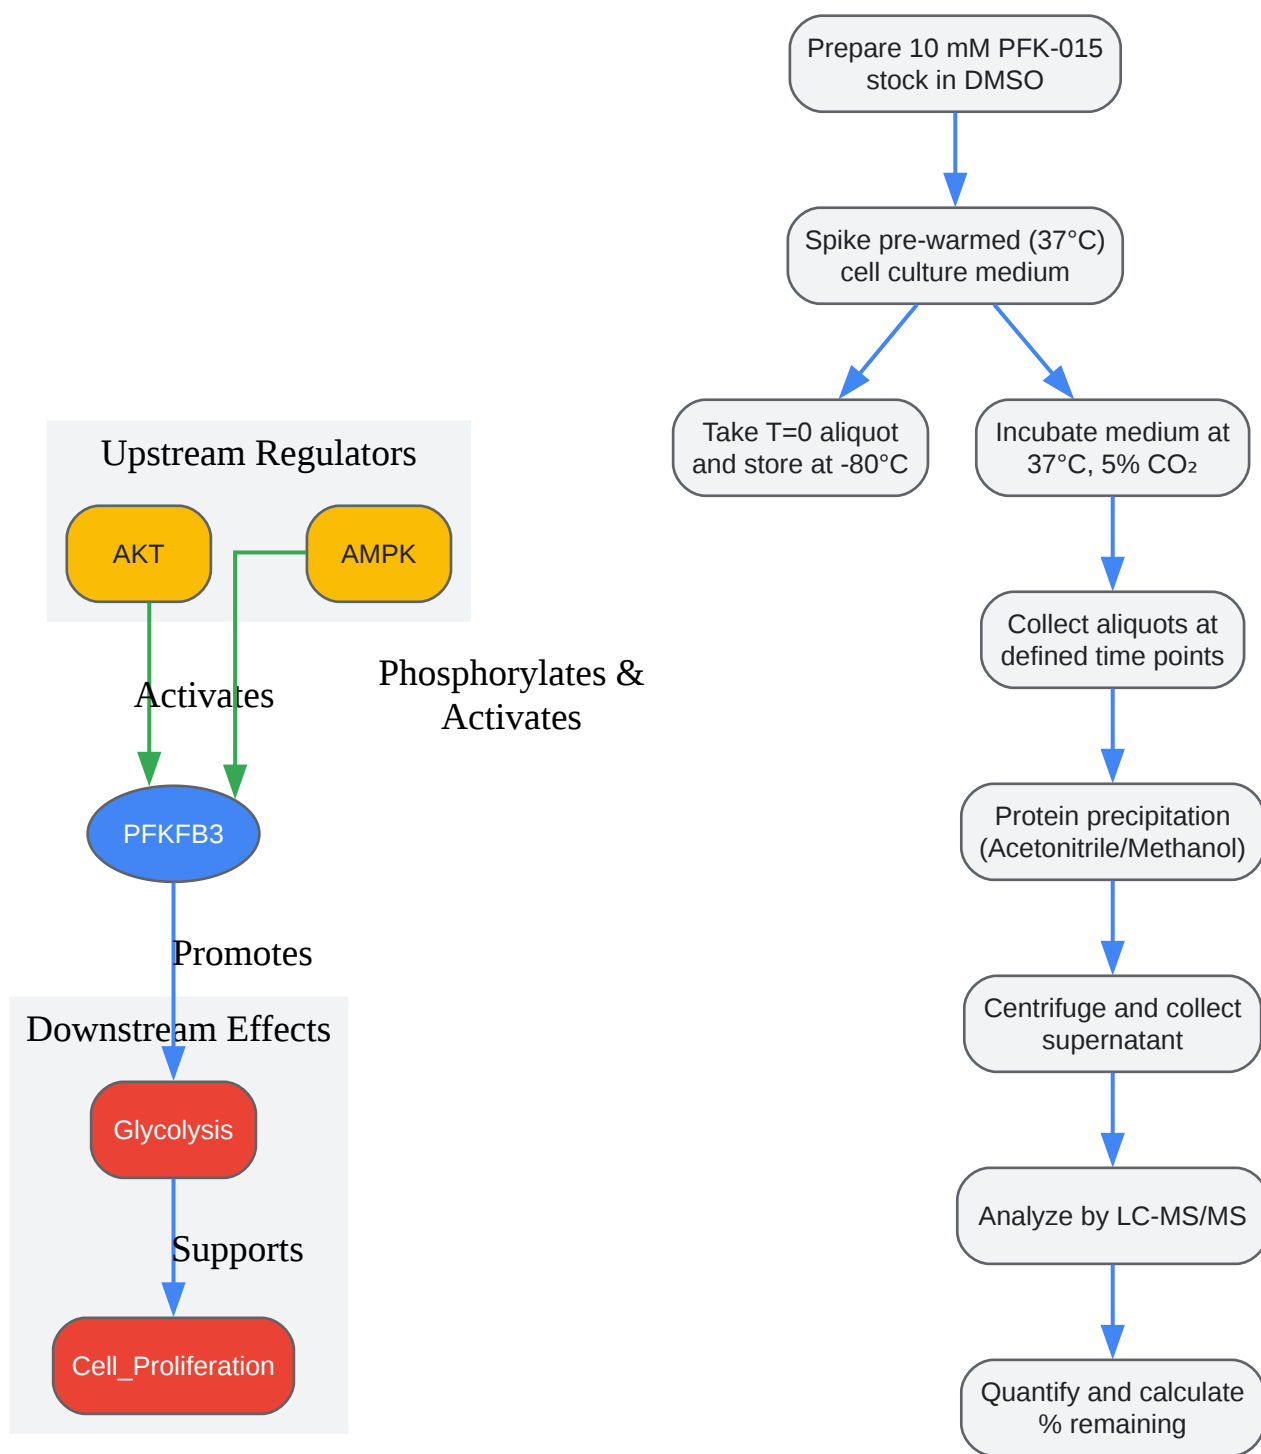 Upstream Regulators
AKT
AMPK
Activates
Phosphorylates &
Activates
PFKFB3
Promotes
Downstream Effects
Glycolysis
Supports
Cell_Proliferation
Prepare 10 mM PFK-015
stock in DMSO
Spike pre-warmed (37°C)
cell culture medium
Take T=0 aliquot
and store at -80°C
Incubate medium at
37°C, 5% CO₂
Collect aliquots at
defined time points
Protein precipitation
(Acetonitrile/Methanol)
Centrifuge and collect
supernatant
Analyze by LC-MS/MS
Quantify and calculate
% remaining